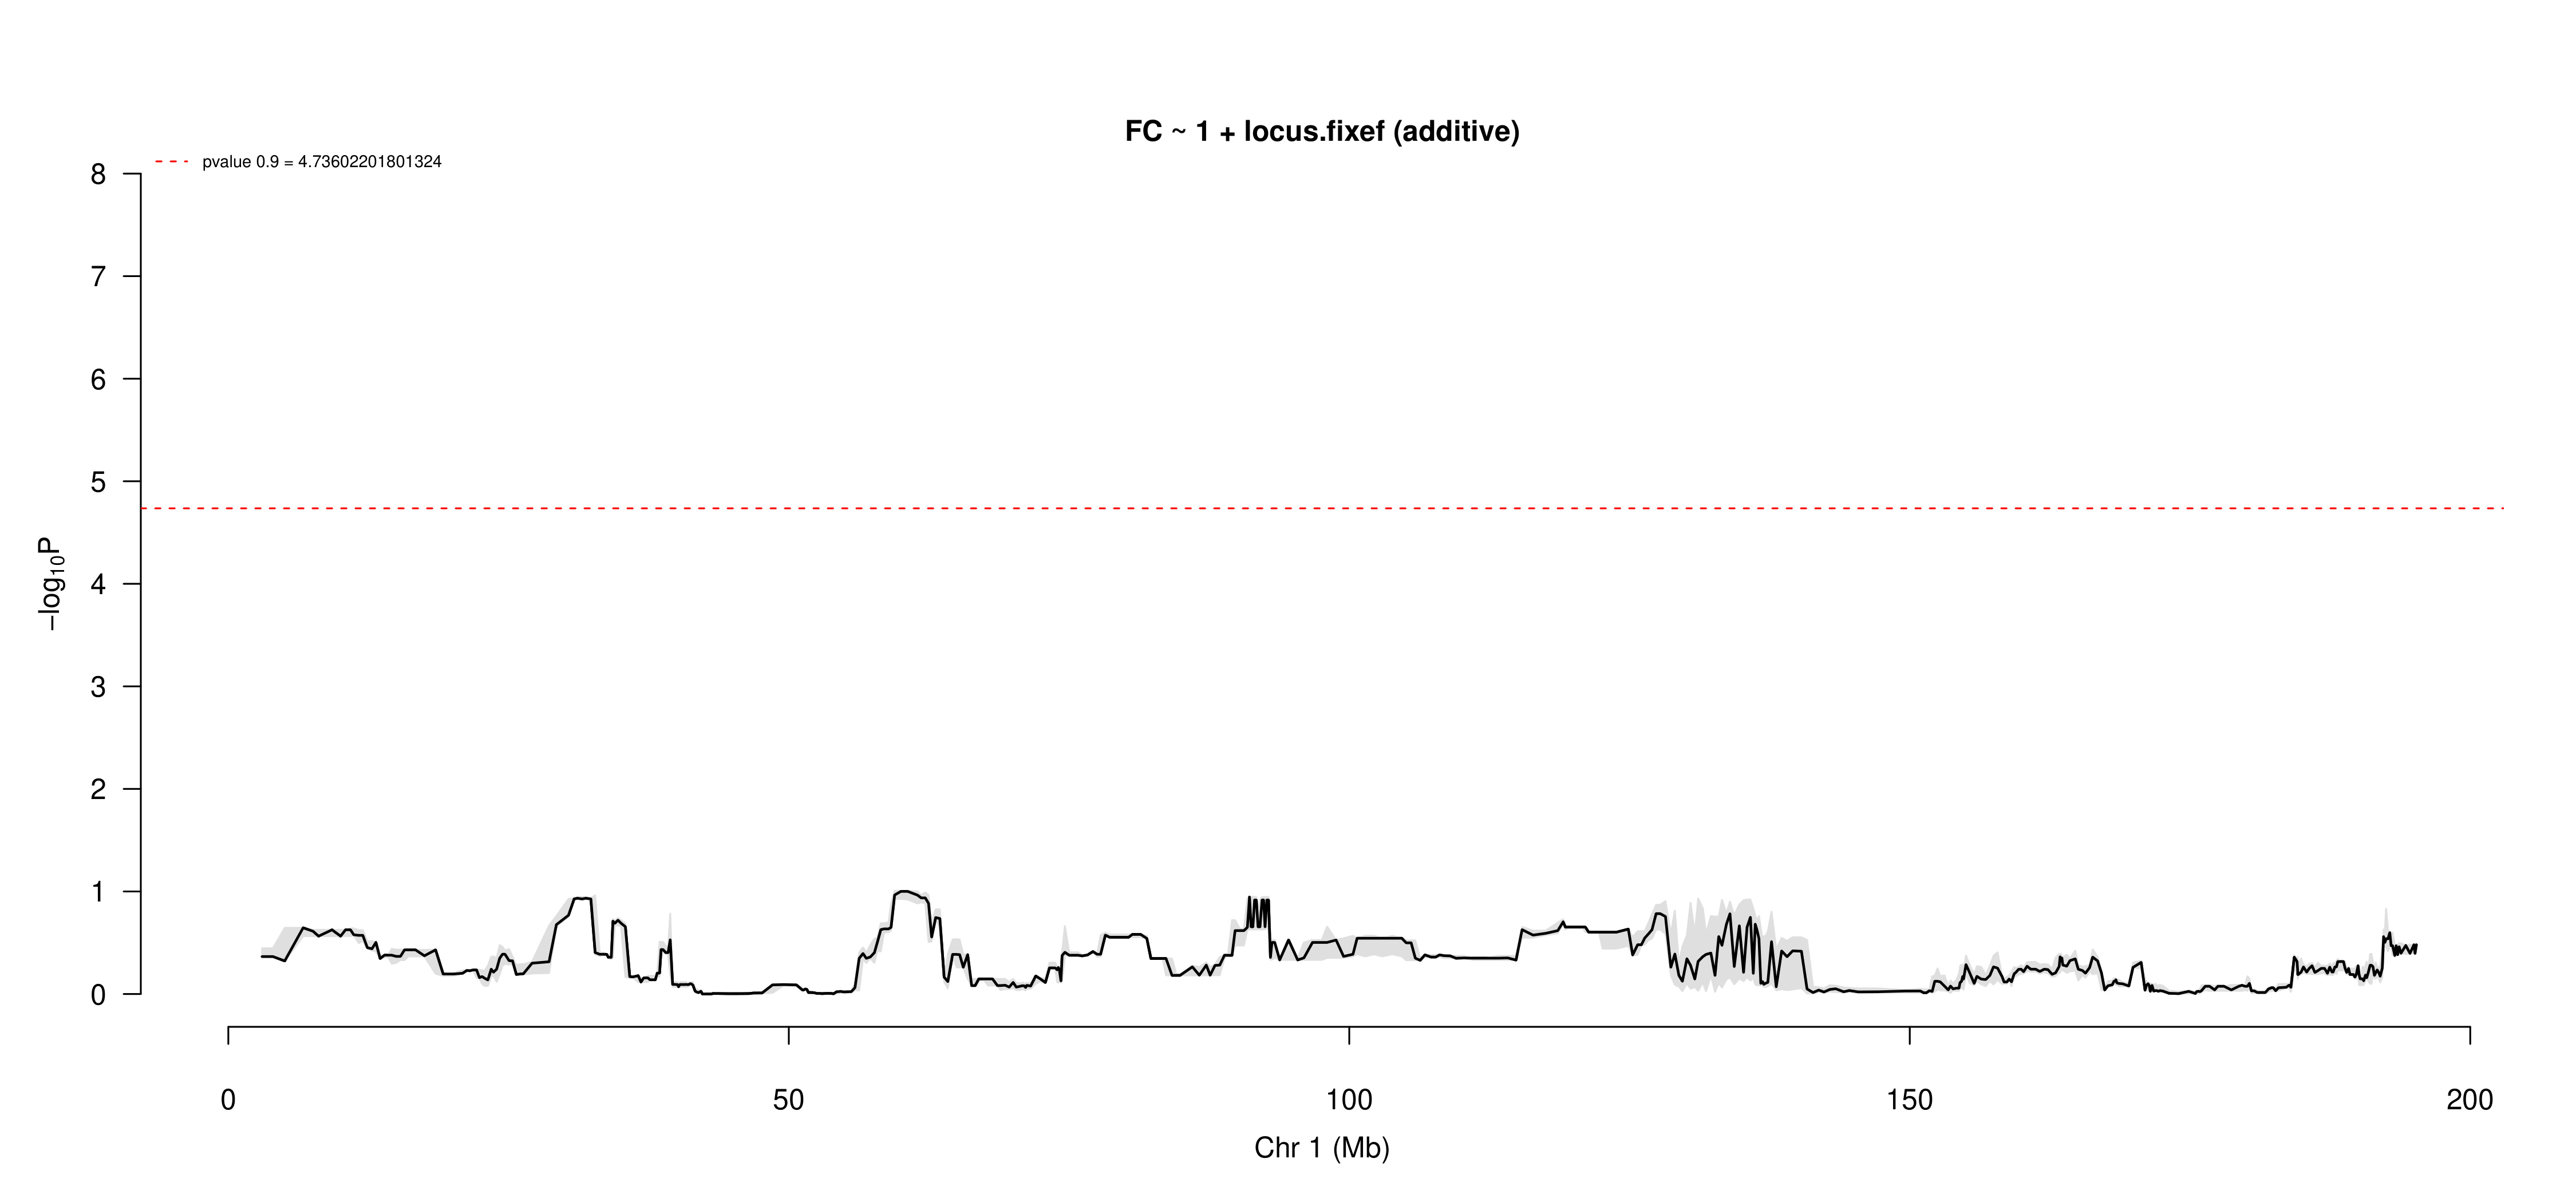 FC ~ 1 + locus.fixef (additive)
pvalue 0.9 = 4.73602201801324
8
7
6
5
4
3
2
1
0
−log10P
0 50 100 150 200
Chr 1 (Mb)